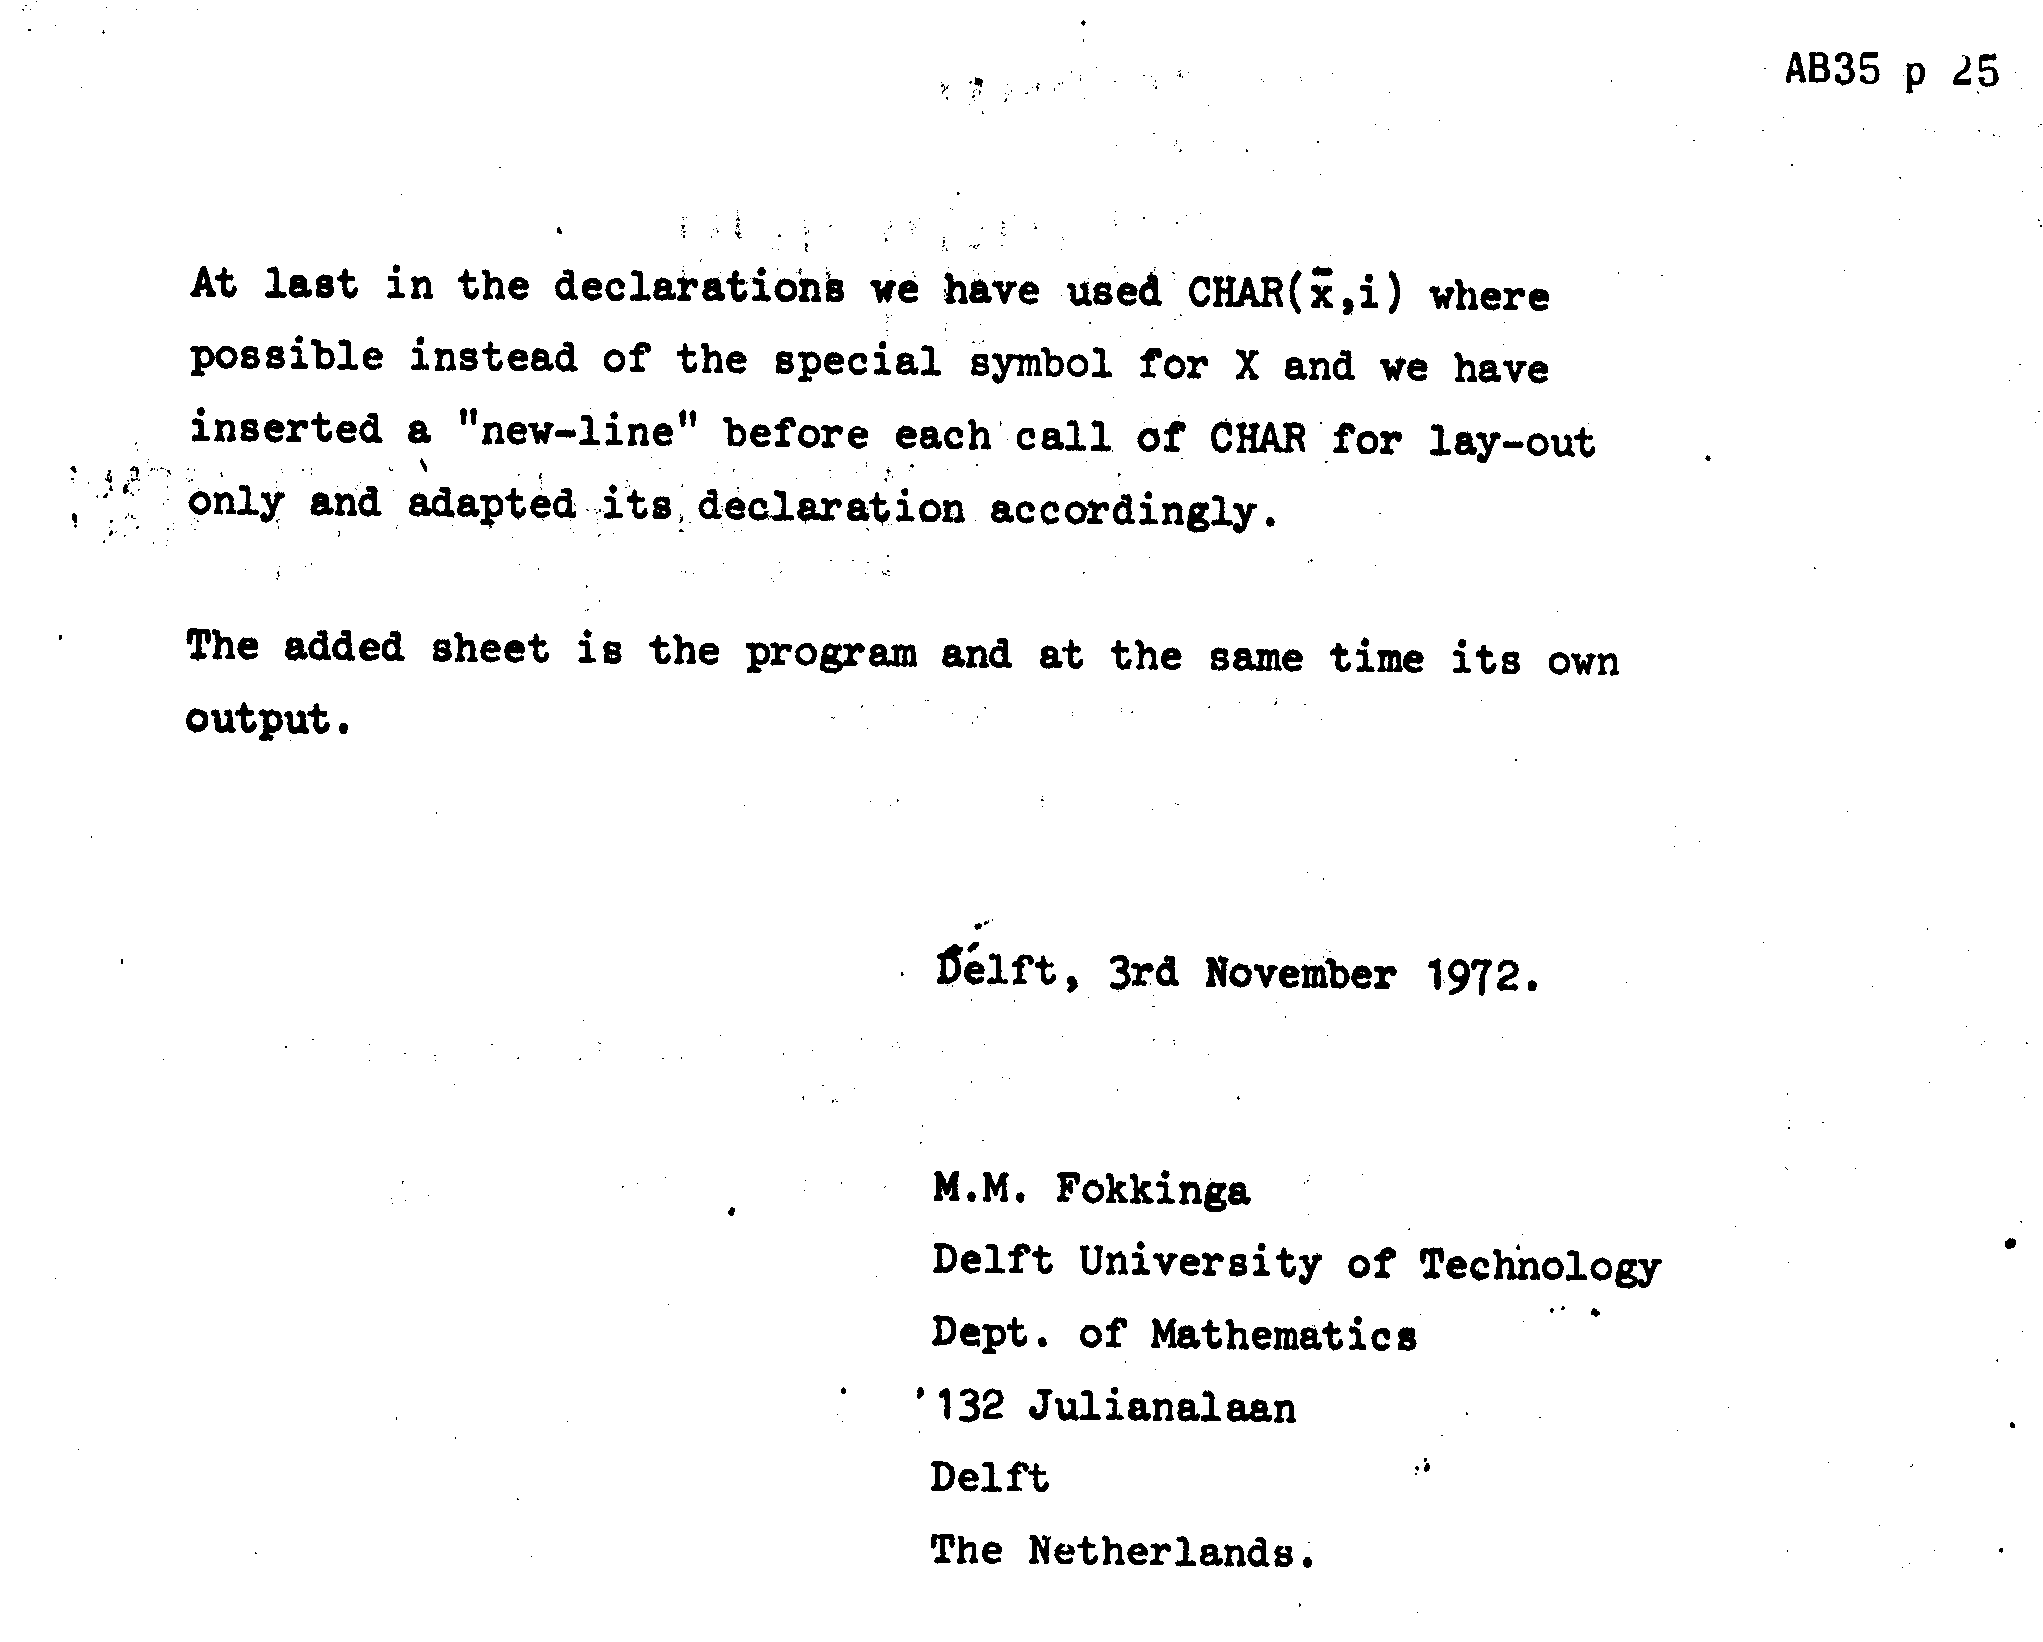 AB35 p 25
At last in the declarations we have used CHAR(x̄,i) where
possible instead of the special symbol for X and we have
inserted a "new-line" before each call of CHAR for lay-out
only and adapted its declaration accordingly.
The added sheet is the program and at the same time its own
output.
Delft, 3rd November 1972.
M.M. Fokkinga
Delft University of Technology
Dept. of Mathematics
132 Julianalaan
Delft
The Netherlands.